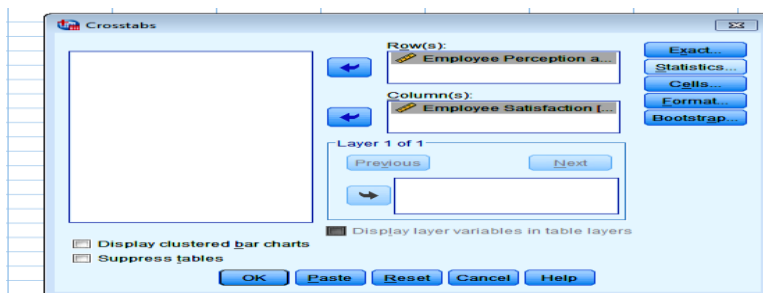 Crosstabs
Row(s):
Employee Perception a...
Column(s):
Employee Satisfaction [...
Exact...
Statistics...
Cells...
Format...
Bootstrap...
Layer 1 of 1
Previous
Next
Display layer variables in table layers
Display clustered bar charts
Suppress tables
OK
Paste
Reset
Cancel
Help